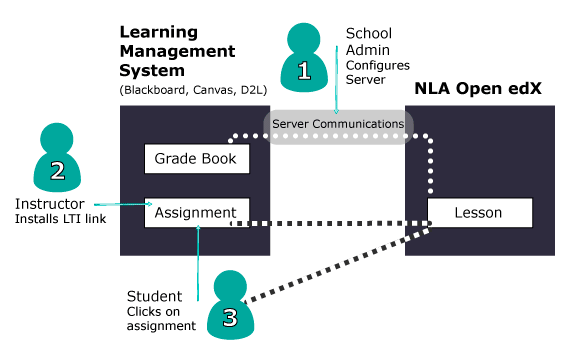 Learning
Management
System
(Blackboard, Canvas, D2L)
1
School
Admin
Configures
Server
NLA Open edX
Server Communications
Grade Book
2
Instructor
Installs LTI link
Assignment
Lesson
Student
Clicks on
assignment
3